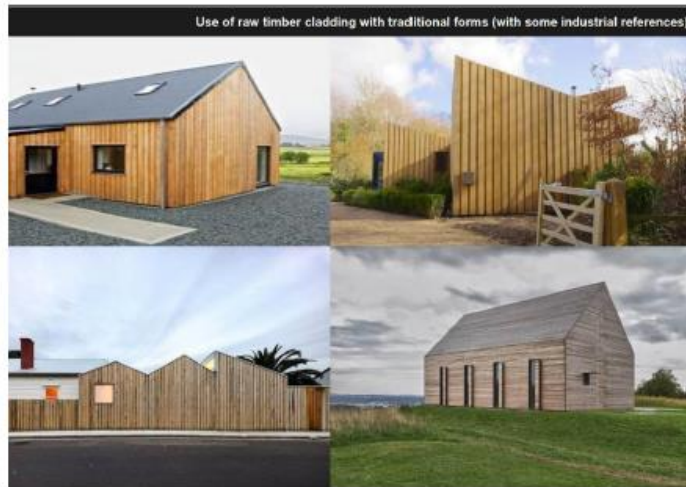 Use of raw timber cladding with traditional forms (with some industrial references)